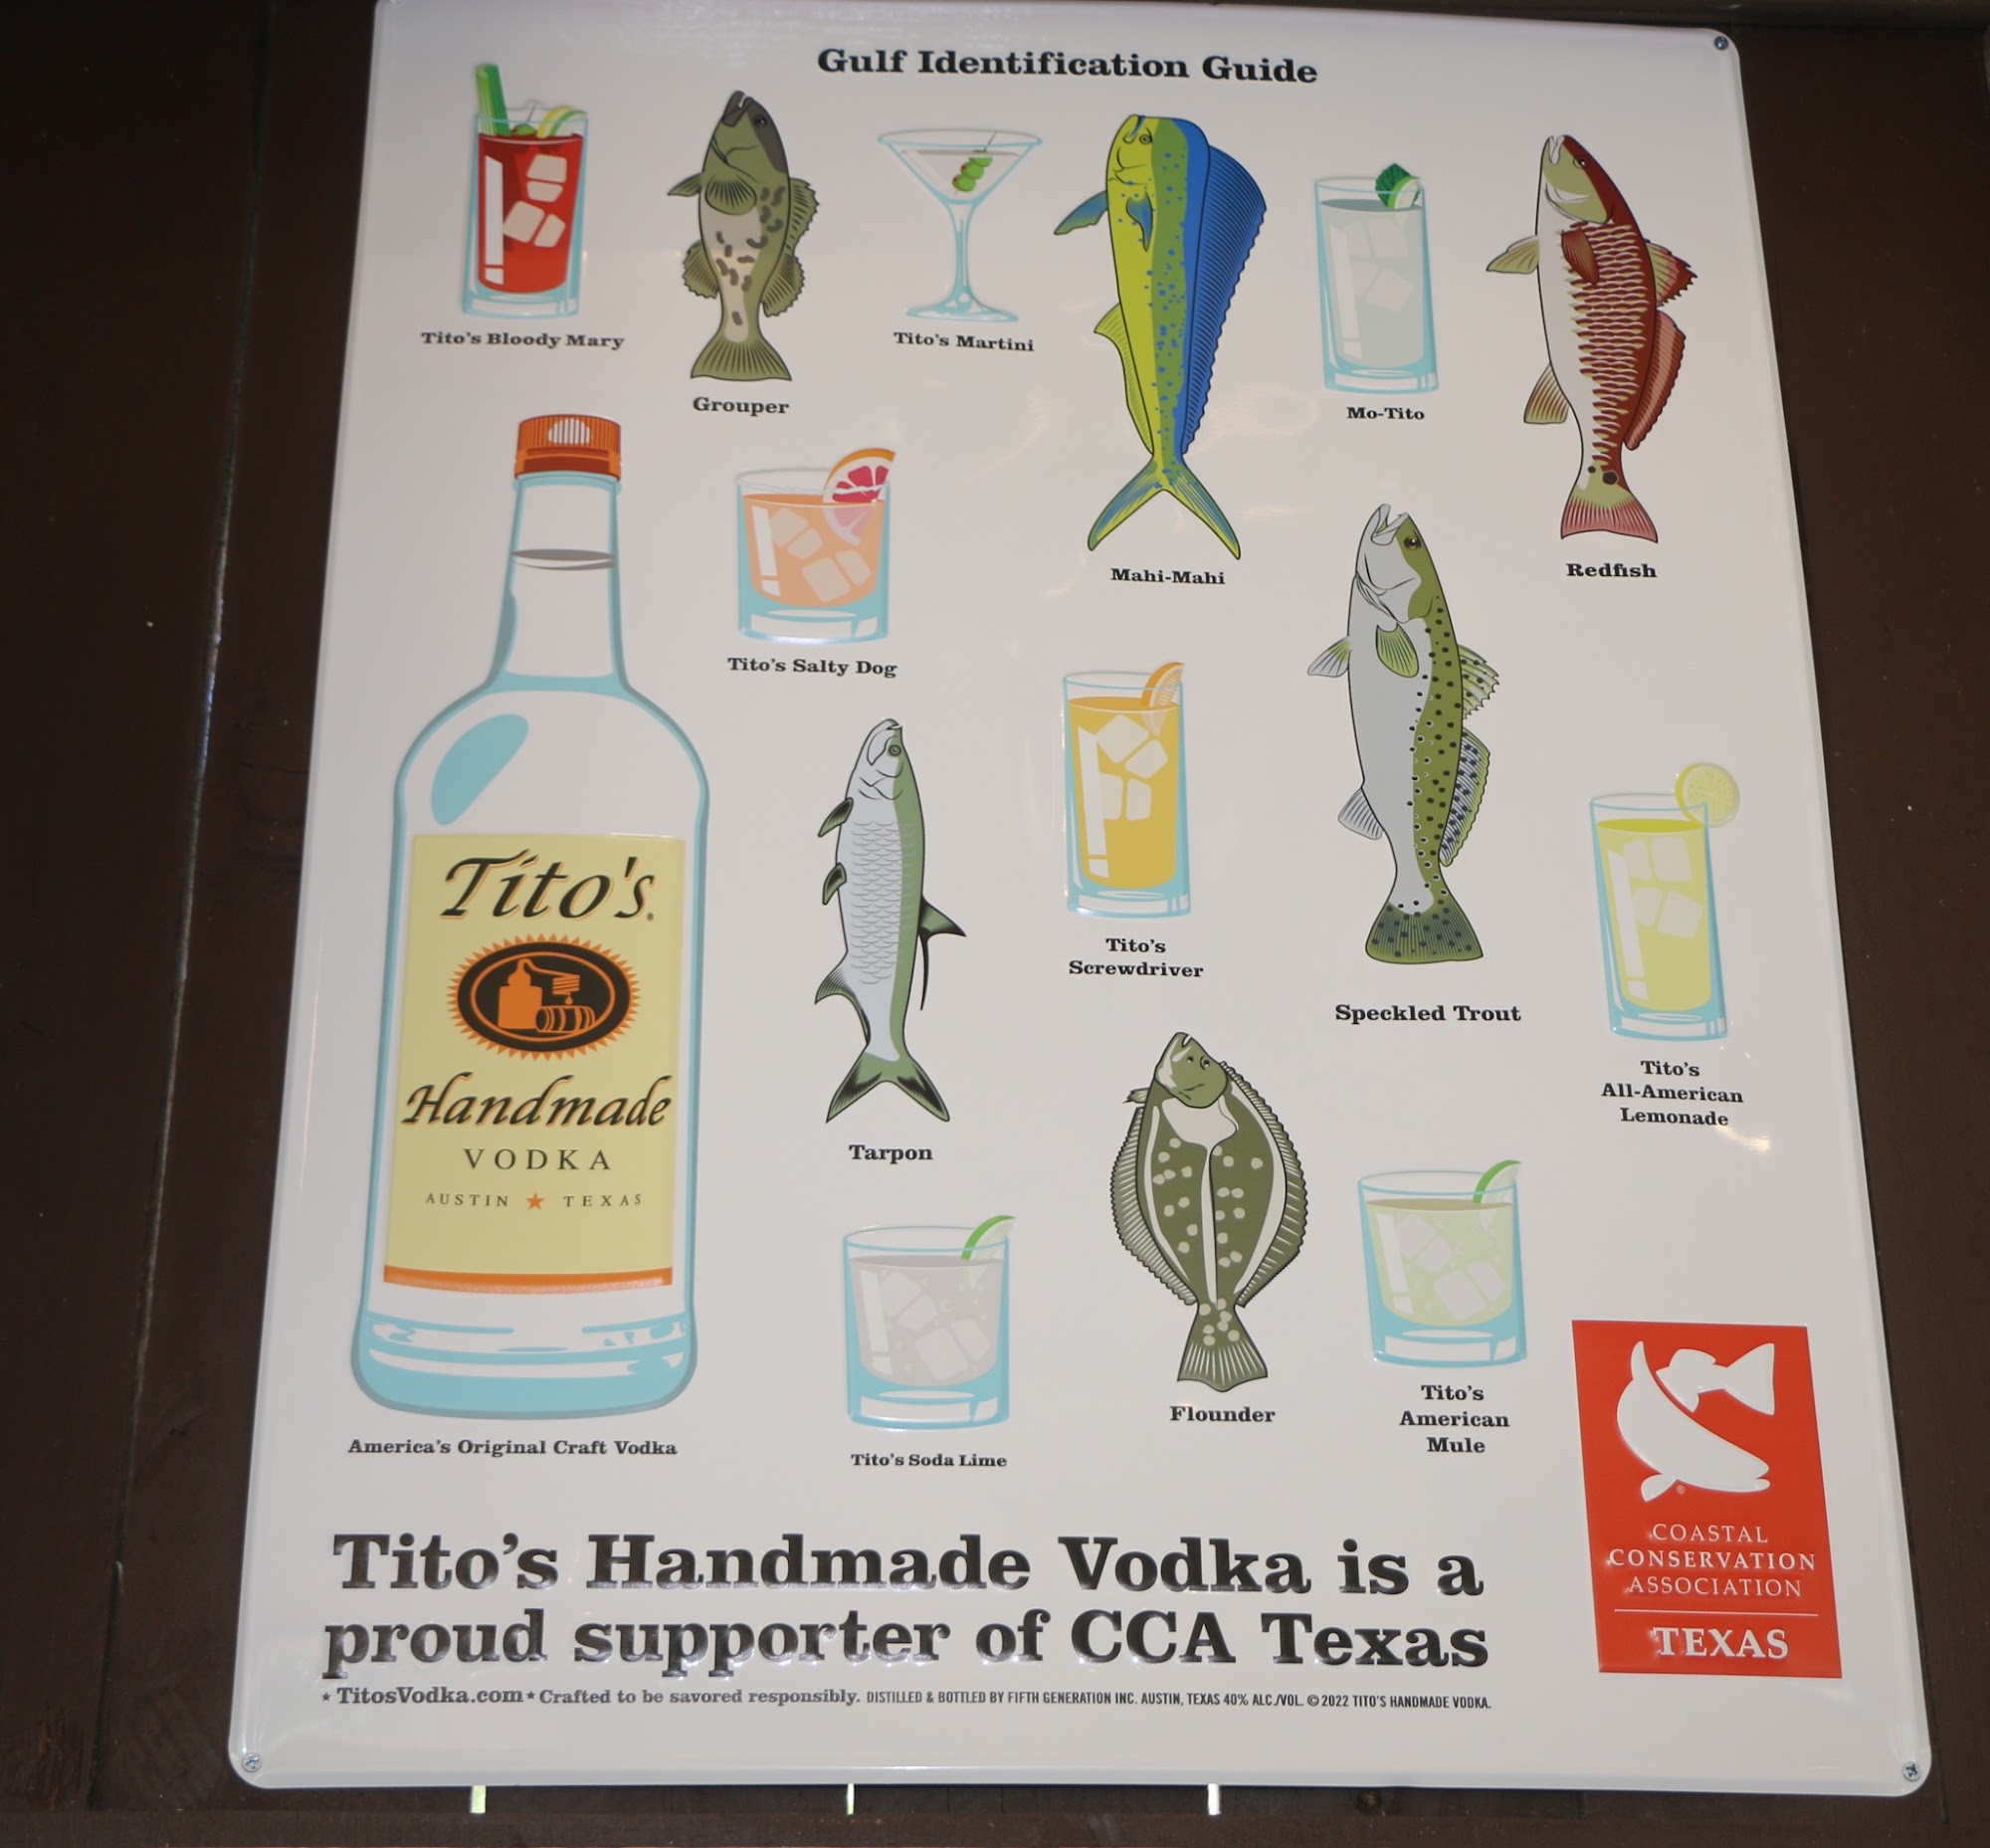 Gulf Identification Guide
Tito's Bloody Mary
Grouper
Tito's Martini
Mahi-Mahi
Mo-Tito
Redfish
Tito's Salty Dog
Tito's
Screwdriver
Speckled Trout
Tito's
All-American
Lemonade
Tarpon
Tito's
Handmade
VODKA
AUSTIN ★ TEXAS
America's Original Craft Vodka
Tito's Soda Lime
Flounder
Tito's
American
Mule
Tito's Handmade Vodka is a
proud supporter of CCA Texas
★ TitosVodka.com ★ Crafted to be savored responsibly. DISTILLED & BOTTLED BY FIFTH GENERATION INC. AUSTIN, TEXAS 40% ALC./VOL. © 2022 TITO'S HANDMADE VODKA.
®
COASTAL
CONSERVATION
ASSOCIATION
TEXAS